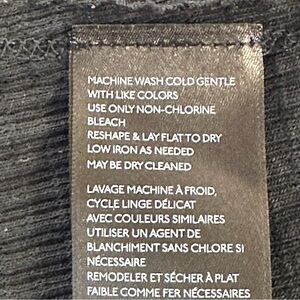 MACHINE WASH COLD GENTLE
WITH LIKE COLORS
USE ONLY NON-CHLORINE
BLEACH
RESHAPE & LAY FLAT TO DRY
LOW IRON AS NEEDED
MAY BE DRY CLEANED
LAVAGE MACHINE À FROID,
CYCLE LINGE DÉLICAT
AVEC COULEURS SIMILAIRES
UTILISER UN AGENT DE
BLANCHIMENT SANS CHLORE SI
NÉCESSAIRE
REMODELER ET SÉCHER À PLAT
FAIBLE COMME FER NÉCESSAIRES